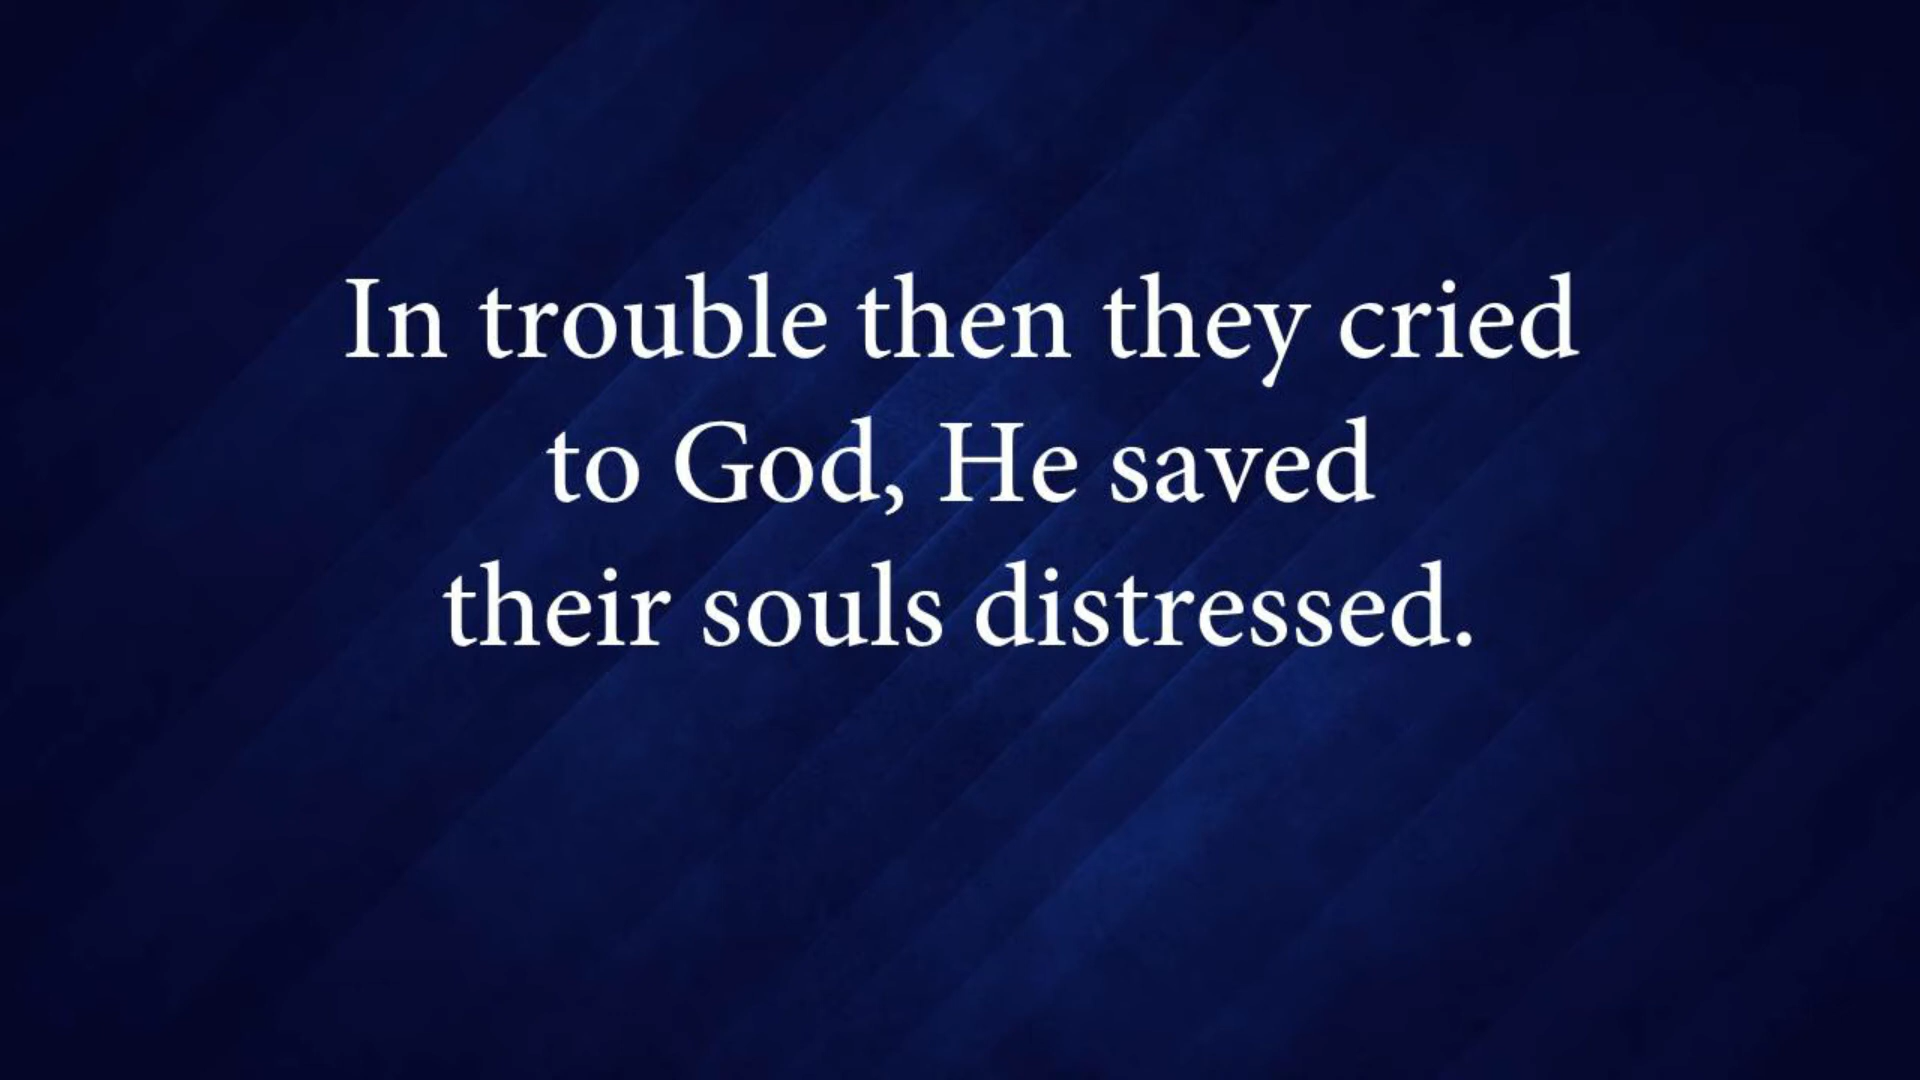 In trouble then they cried
to God, He saved
their souls distressed.